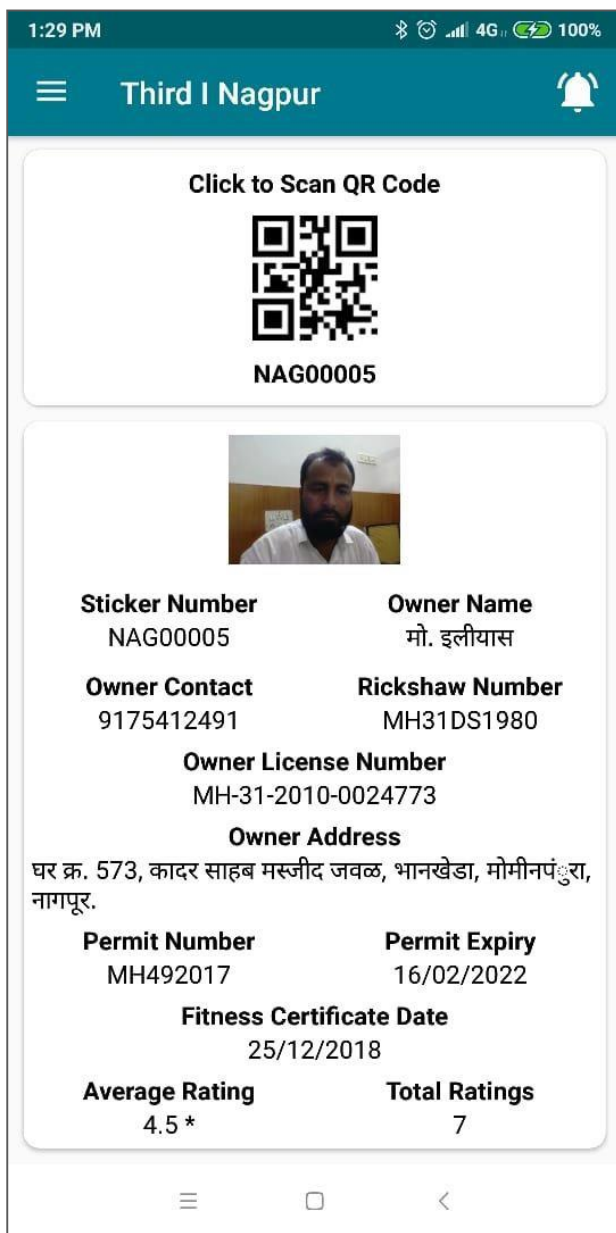 1:29 PM 4G 100%
Third I Nagpur
Click to Scan QR Code
NAG00005
Sticker Number Owner Name
NAG00005 मो. इलीयास
Owner Contact Rickshaw Number
9175412491 MH31DS1980
Owner License Number
MH-31-2010-0024773
Owner Address
घर क्र. 573, कादर साहब मस्जीद जवळ, भानखेडा, मोमीनपंुरा,
नागपूर.
Permit Number Permit Expiry
MH492017 16/02/2022
Fitness Certificate Date
25/12/2018
Average Rating Total Ratings
4.5 * 7